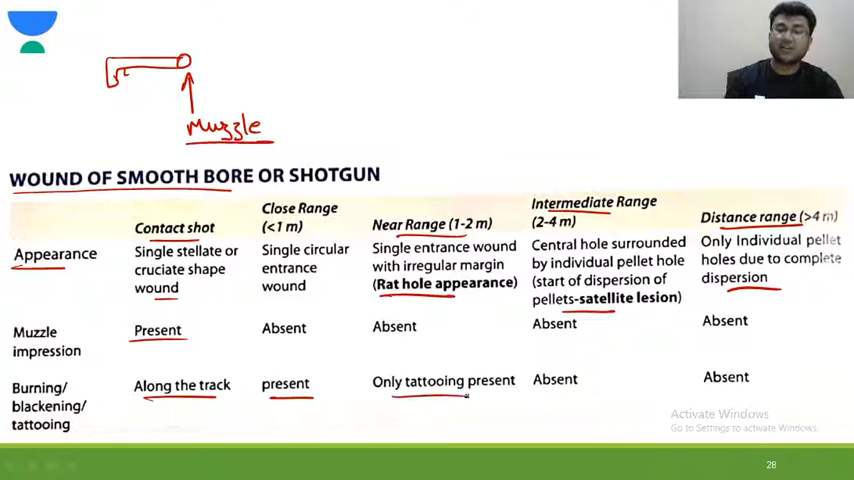 Muzzle
WOUND OF SMOOTH BORE OR SHOTGUN
Contact shot
Close Range
(<1 m)
Near Range (1-2 m)
Intermediate Range
(2-4 m)
Distance range (>4 m)
Appearance
Single stellate or
cruciate shape
wound
Single circular
entrance
wound
Single entrance wound
with irregular margin
(Rat hole appearance)
Central hole surrounded
by individual pellet hole
(start of dispersion of
pellets-satellite lesion)
Only Individual pellet
holes due to complete
dispersion
Muzzle
impression
Present
Absent
Absent
Absent
Absent
Burning/
blackening/
tattooing
Along the track
present
Only tattooing present
Absent
Absent
Activate Windows
Go to Settings to activate Windows.
28